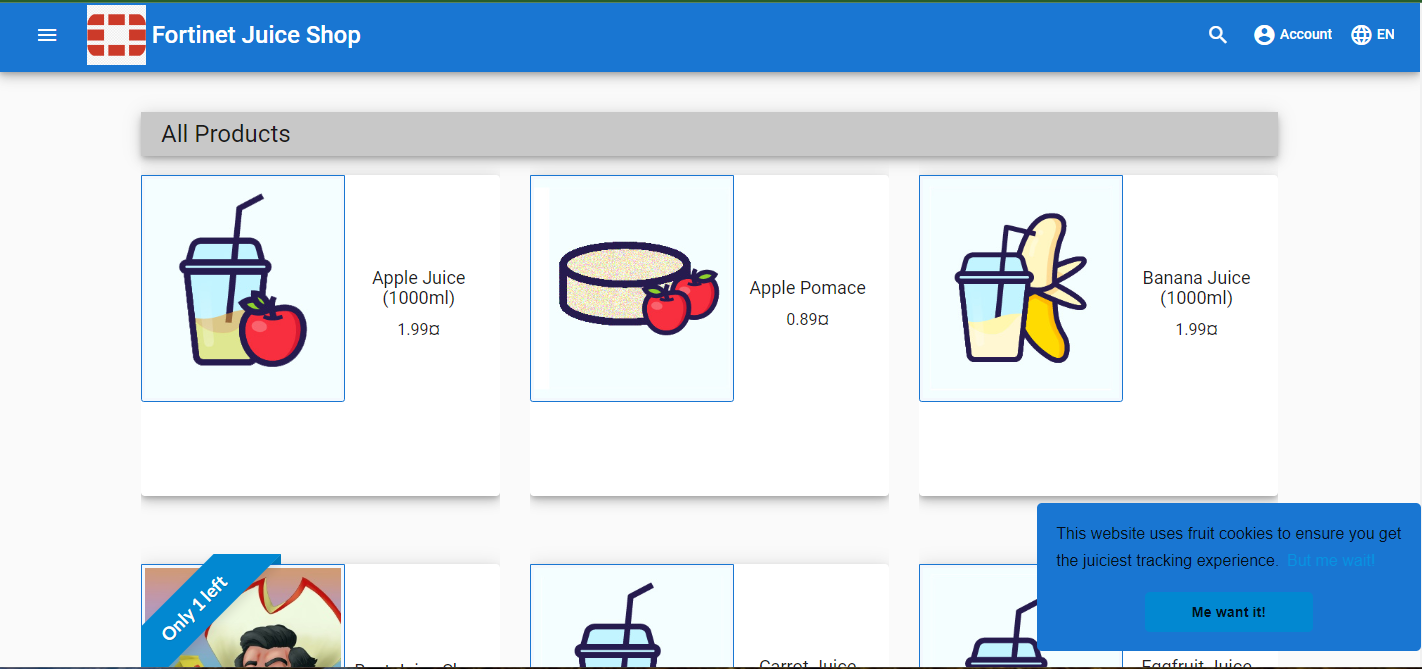 Fortinet Juice Shop
Account
EN
All Products
Apple Juice
(1000ml)
1.99¤
Apple Pomace
0.89¤
Banana Juice
(1000ml)
1.99¤
Only 1 left
Carrot Juice
Eggfruit Juice
This website uses fruit cookies to ensure you get
the juiciest tracking experience. But me wait!
Me want it!